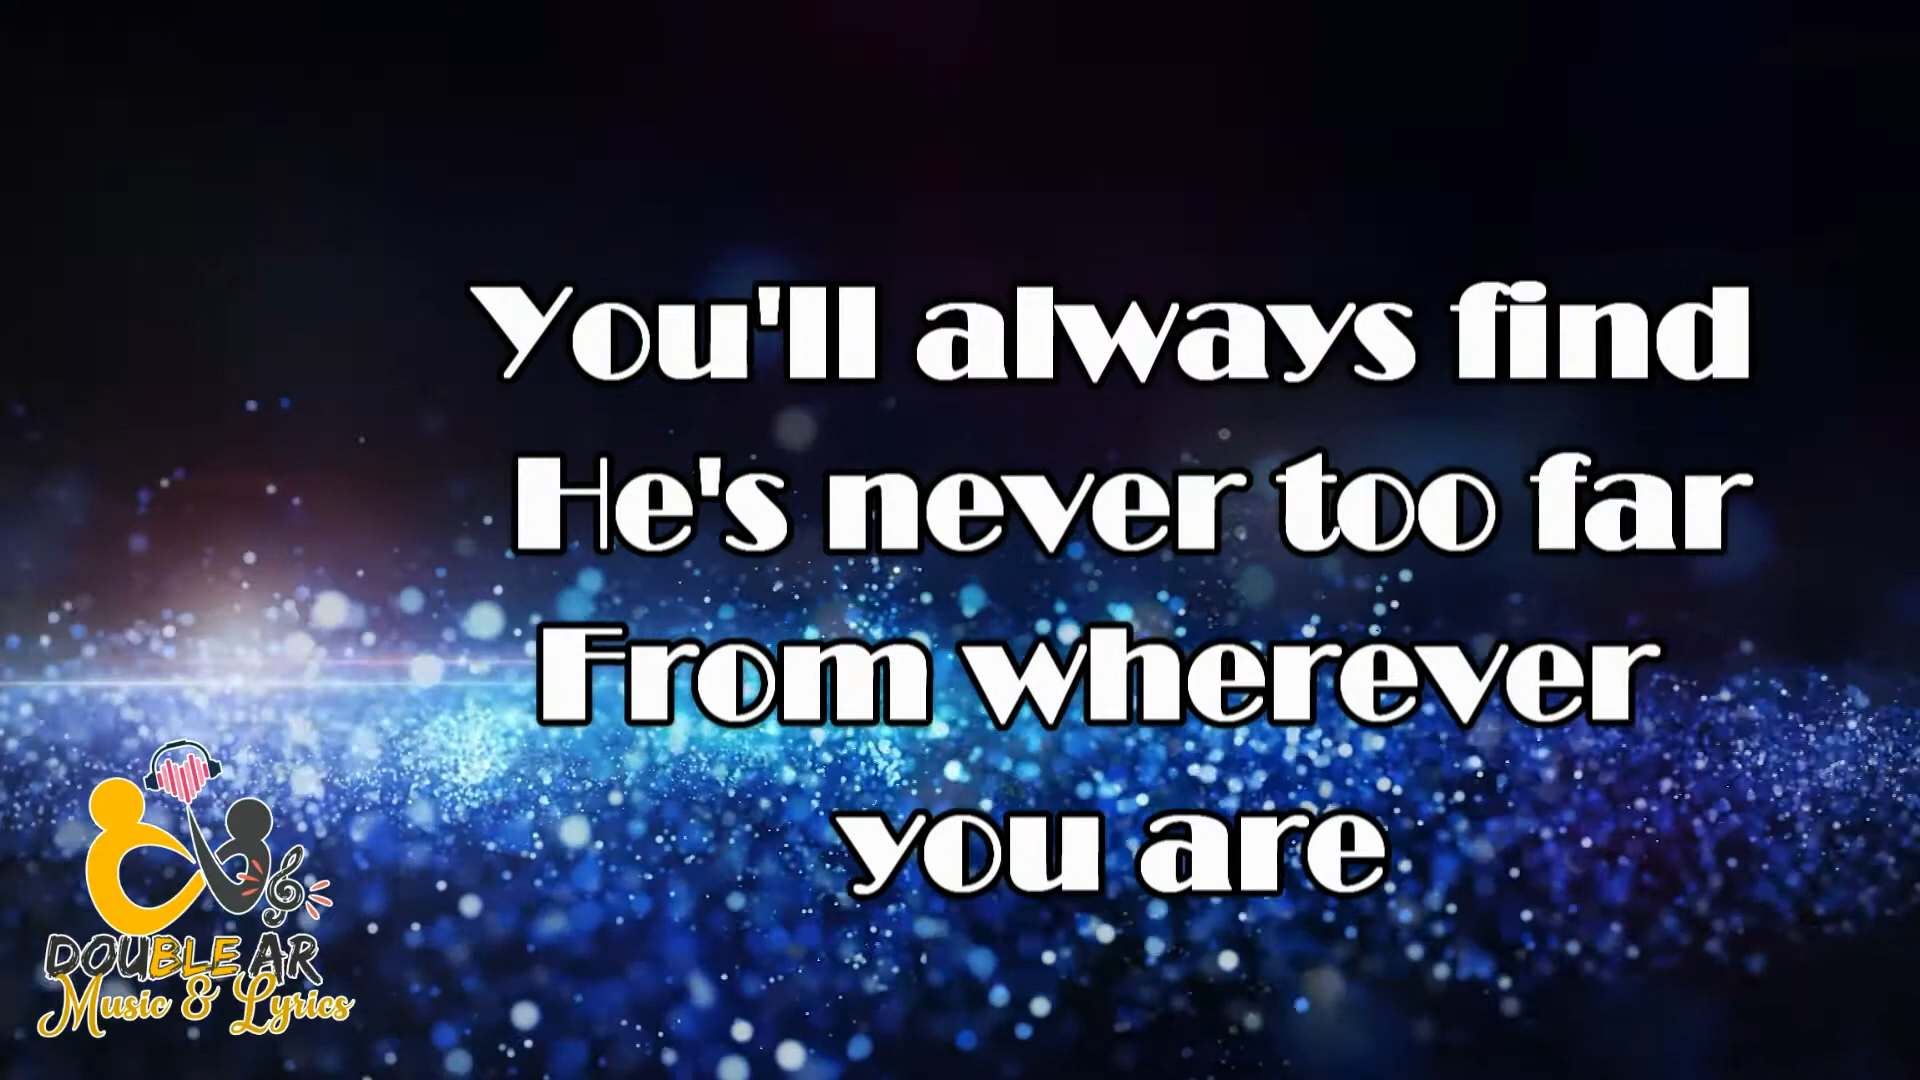 You'll always find
He's never too far
From wherever
you are
DOUBLE AR
Music & Lyrics